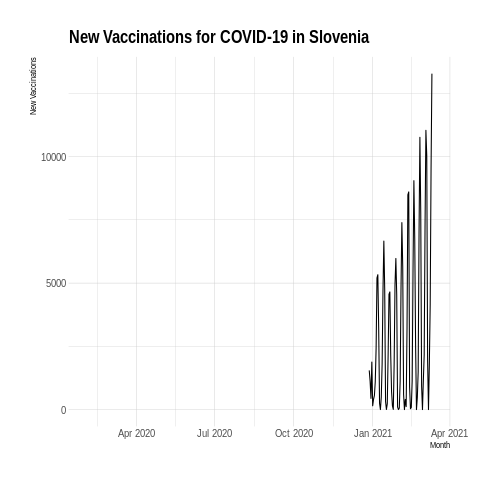 New Vaccinations for COVID-19 in Slovenia
New Vaccinations
10000
5000
0
Apr 2020 Jul 2020 Oct 2020 Jan 2021 Apr 2021
Month